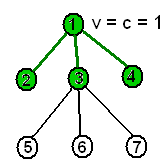 1 v = c = 1
2 3 4
5 6 7